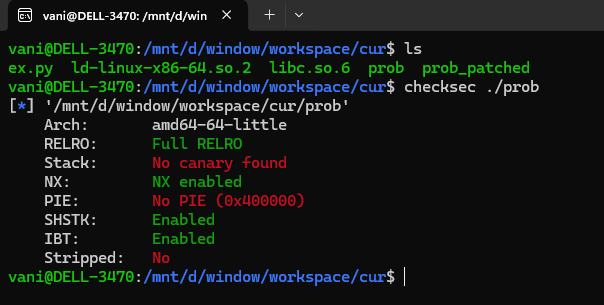 vani@DELL-3470: /mnt/d/win
vani@DELL-3470:/mnt/d/window/workspace/cur$ ls
ex.py  ld-linux-x86-64.so.2  libc.so.6  prob  prob_patched
vani@DELL-3470:/mnt/d/window/workspace/cur$ checksec ./prob
[*] '/mnt/d/window/workspace/cur/prob'
    Arch:       amd64-64-little
    RELRO:      Full RELRO
    Stack:      No canary found
    NX:         NX enabled
    PIE:        No PIE (0x400000)
    SHSTK:      Enabled
    IBT:        Enabled
    Stripped:   No
vani@DELL-3470:/mnt/d/window/workspace/cur$